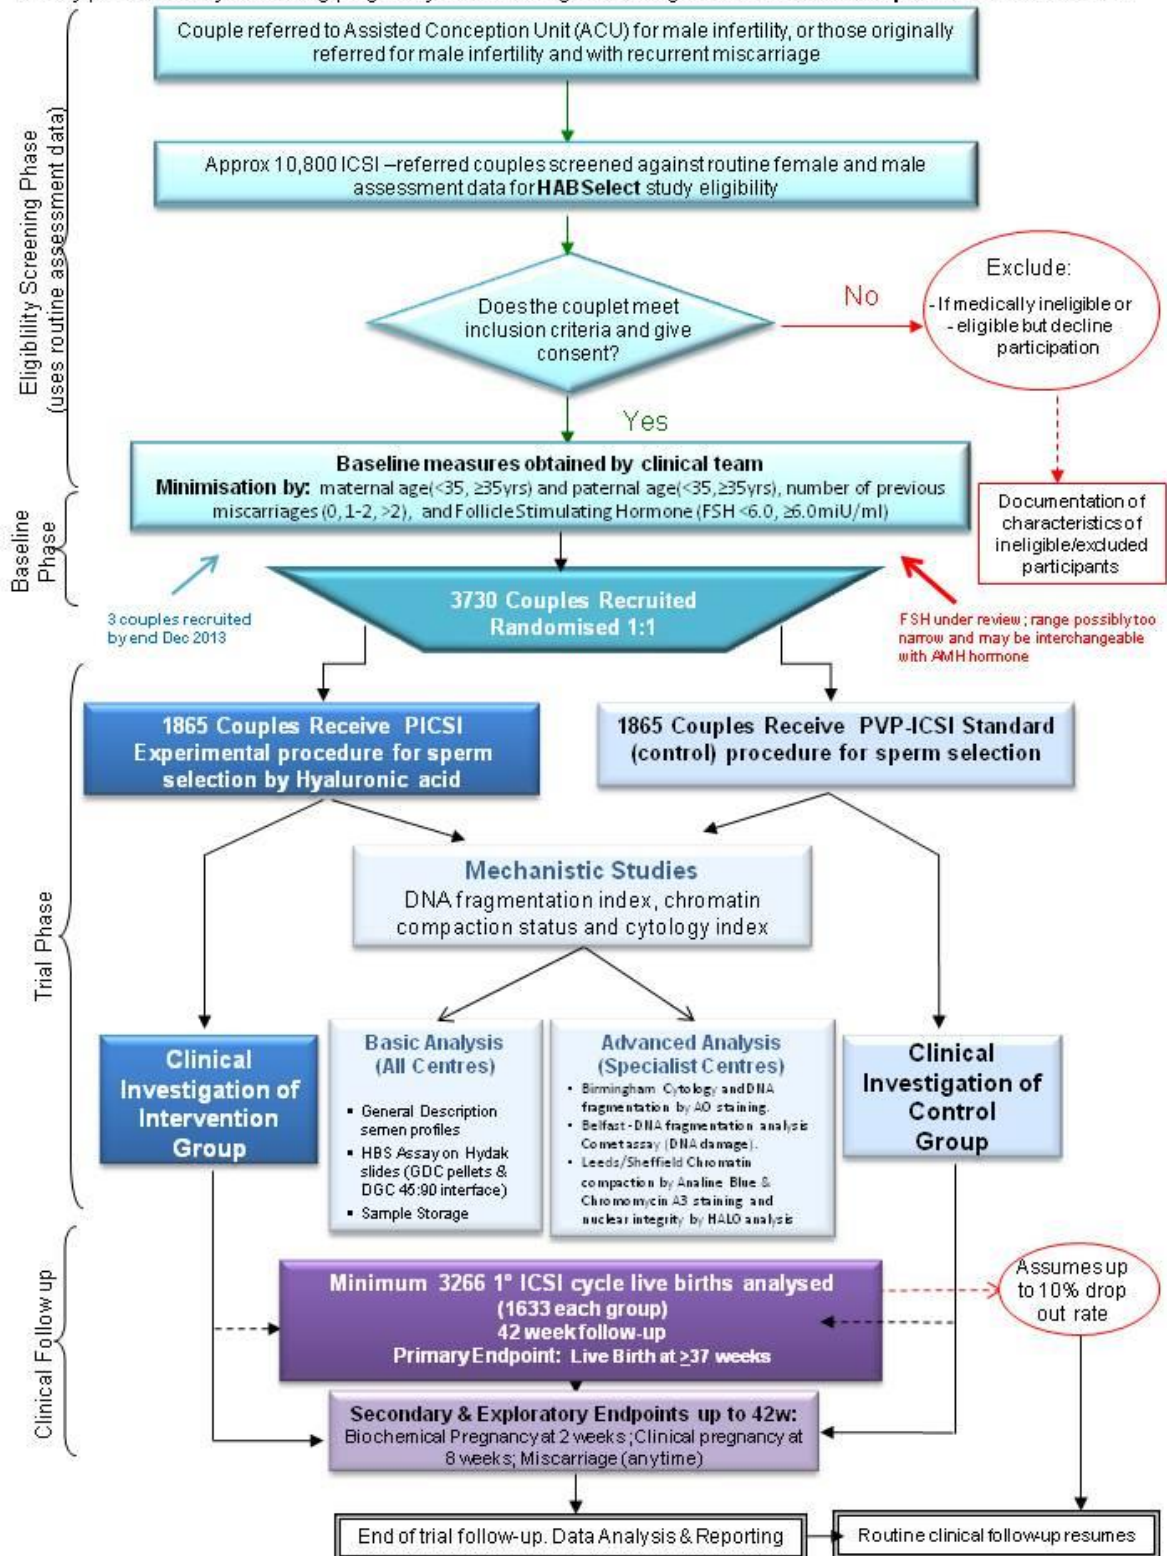 Couple referred to Assisted Conception Unit (ACU) for male infertility, or those originally
referred for male infertility and with recurrent miscarriage
Approx 10,800 ICSI –referred couples screened against routine female and male
assessment data for HABSelect study eligibility
Eligibility Screening Phase
(uses routine assessment data)
Does the couplet meet
inclusion criteria and give
consent?
No
Exclude:
- If medically ineligible or
- eligible but decline
participation
Yes
Baseline measures obtained by clinical team
Minimisation by: maternal age(<35, ≥35yrs) and paternal age(<35,≥35yrs), number of previous
miscarriages (0, 1-2, >2), and Follicle Stimulating Hormone (FSH <6.0, ≥6.0miU/ml)
Documentation of
characteristics of
ineligible/excluded
participants
Baseline
Phase
3 couples recruited
by end Dec 2013
3730 Couples Recruited
Randomised 1:1
FSH under review; range possibly too
narrow and may be interchangeable
with AMH hormone
1865 Couples Receive PICSI
Experimental procedure for sperm
selection by Hyaluronic acid
1865 Couples Receive PVP-ICSI Standard
(control) procedure for sperm selection
Trial Phase
Mechanistic Studies
DNA fragmentation index, chromatin
compaction status and cytology index
Clinical
Investigation of
Intervention
Group
Basic Analysis
(All Centres)
▪ General Description
semen profiles
▪ HBS Assay on Hydak
slides (GDC pellets &
DGC 45:90 interface)
▪ Sample Storage
Advanced Analysis
(Specialist Centres)
• Birmingham Cytology and DNA
fragmentation by AO staining.
• Belfast - DNA fragmentation analysis
Comet assay (DNA damage).
• Leeds/Sheffield Chromatin
compaction by Analine Blue &
Chromomycin A3 staining and
nuclear integrity by HALO analysis
Clinical
Investigation of
Control
Group
Clinical Follow up
Minimum 3266 1° ICSI cycle live births analysed
(1633 each group)
42 week follow-up
Primary Endpoint: Live Birth at ≥37 weeks
Assumes up
to 10% drop
out rate
Secondary & Exploratory Endpoints up to 42w:
Biochemical Pregnancy at 2 weeks ; Clinical pregnancy at
8 weeks; Miscarriage (anytime)
End of trial follow-up. Data Analysis & Reporting
Routine clinical follow-up resumes